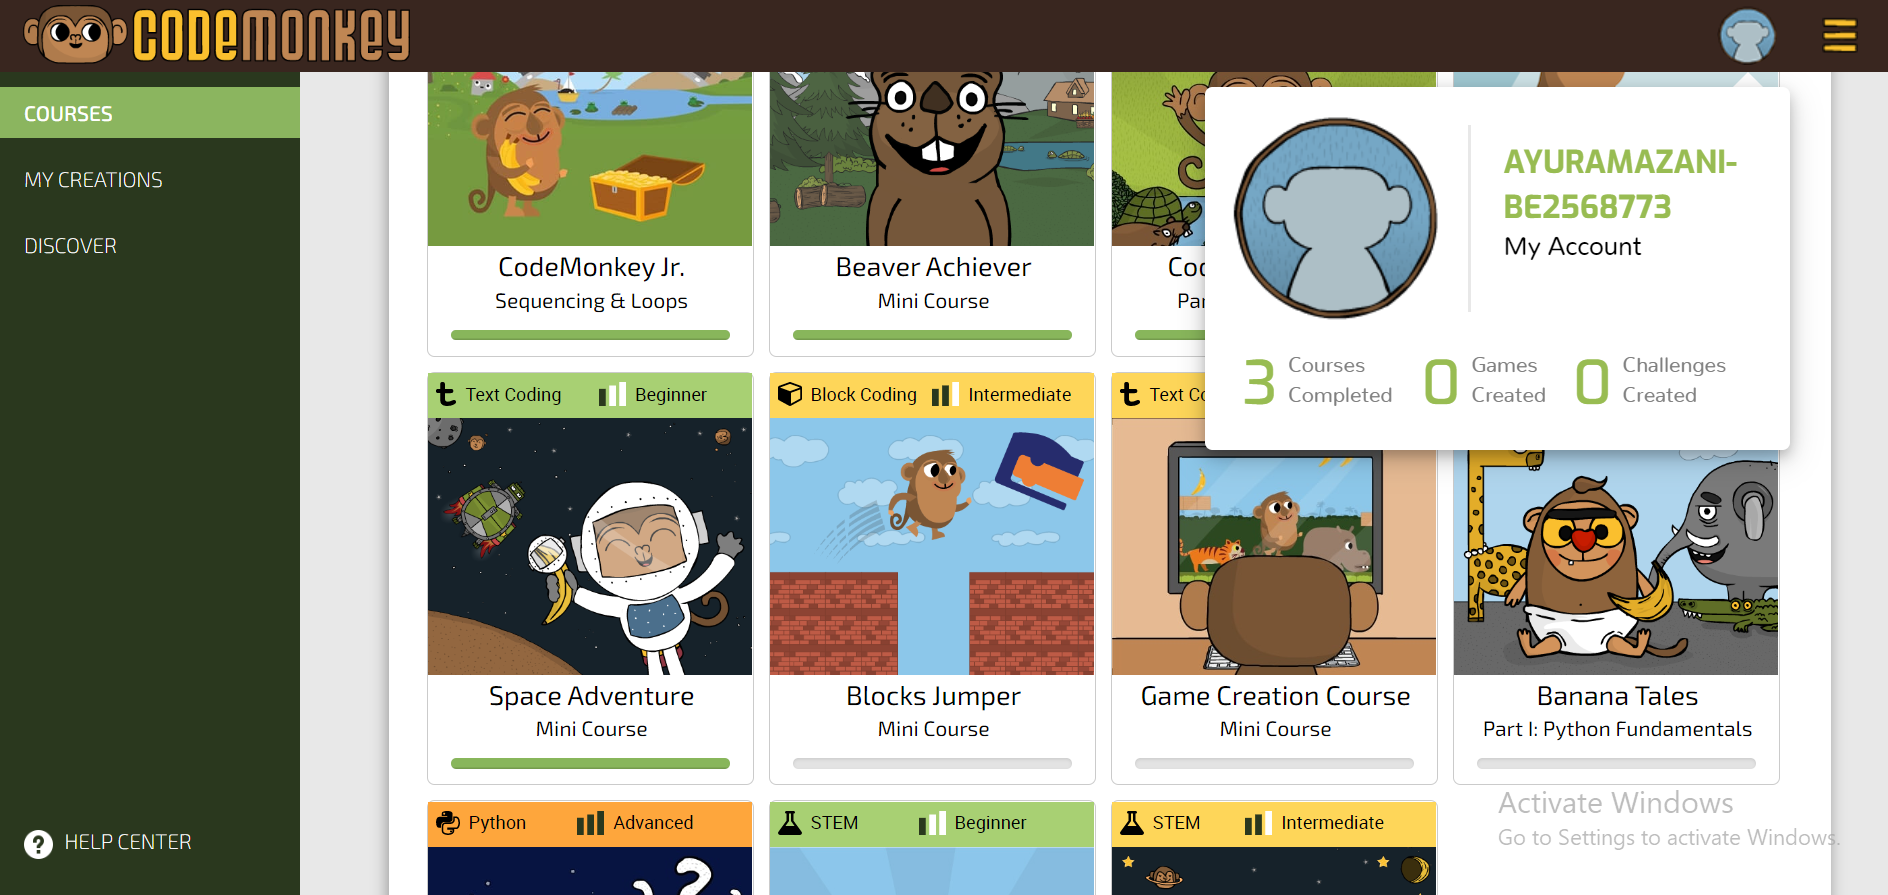 CODEMONKEY
COURSES
MY CREATIONS
DISCOVER
HELP CENTER
AYURAMAZANI-
BE2568773
My Account
3 Courses Completed
0 Games Created
0 Challenges Created
CodeMonkey Jr.
Sequencing & Loops
Beaver Achiever
Mini Course
Text Coding Beginner
Block Coding Intermediate
Text
Space Adventure
Mini Course
Blocks Jumper
Mini Course
Game Creation Course
Mini Course
Banana Tales
Part I: Python Fundamentals
Python Advanced
STEM Beginner
STEM Intermediate
Activate Windows
Go to Settings to activate Windows.